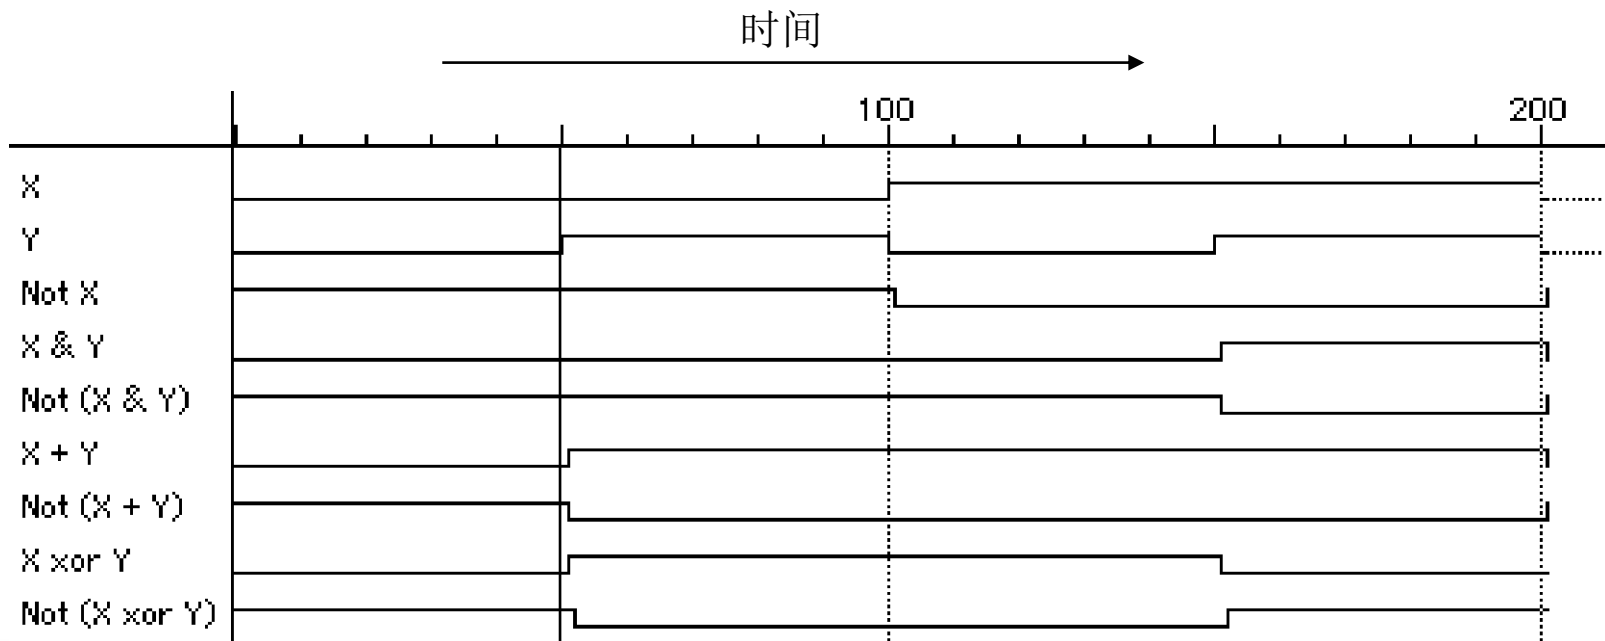 时间
100
200
X
Y
Not X
X & Y
Not (X & Y)
X + Y
Not (X + Y)
X xor Y
Not (X xor Y)